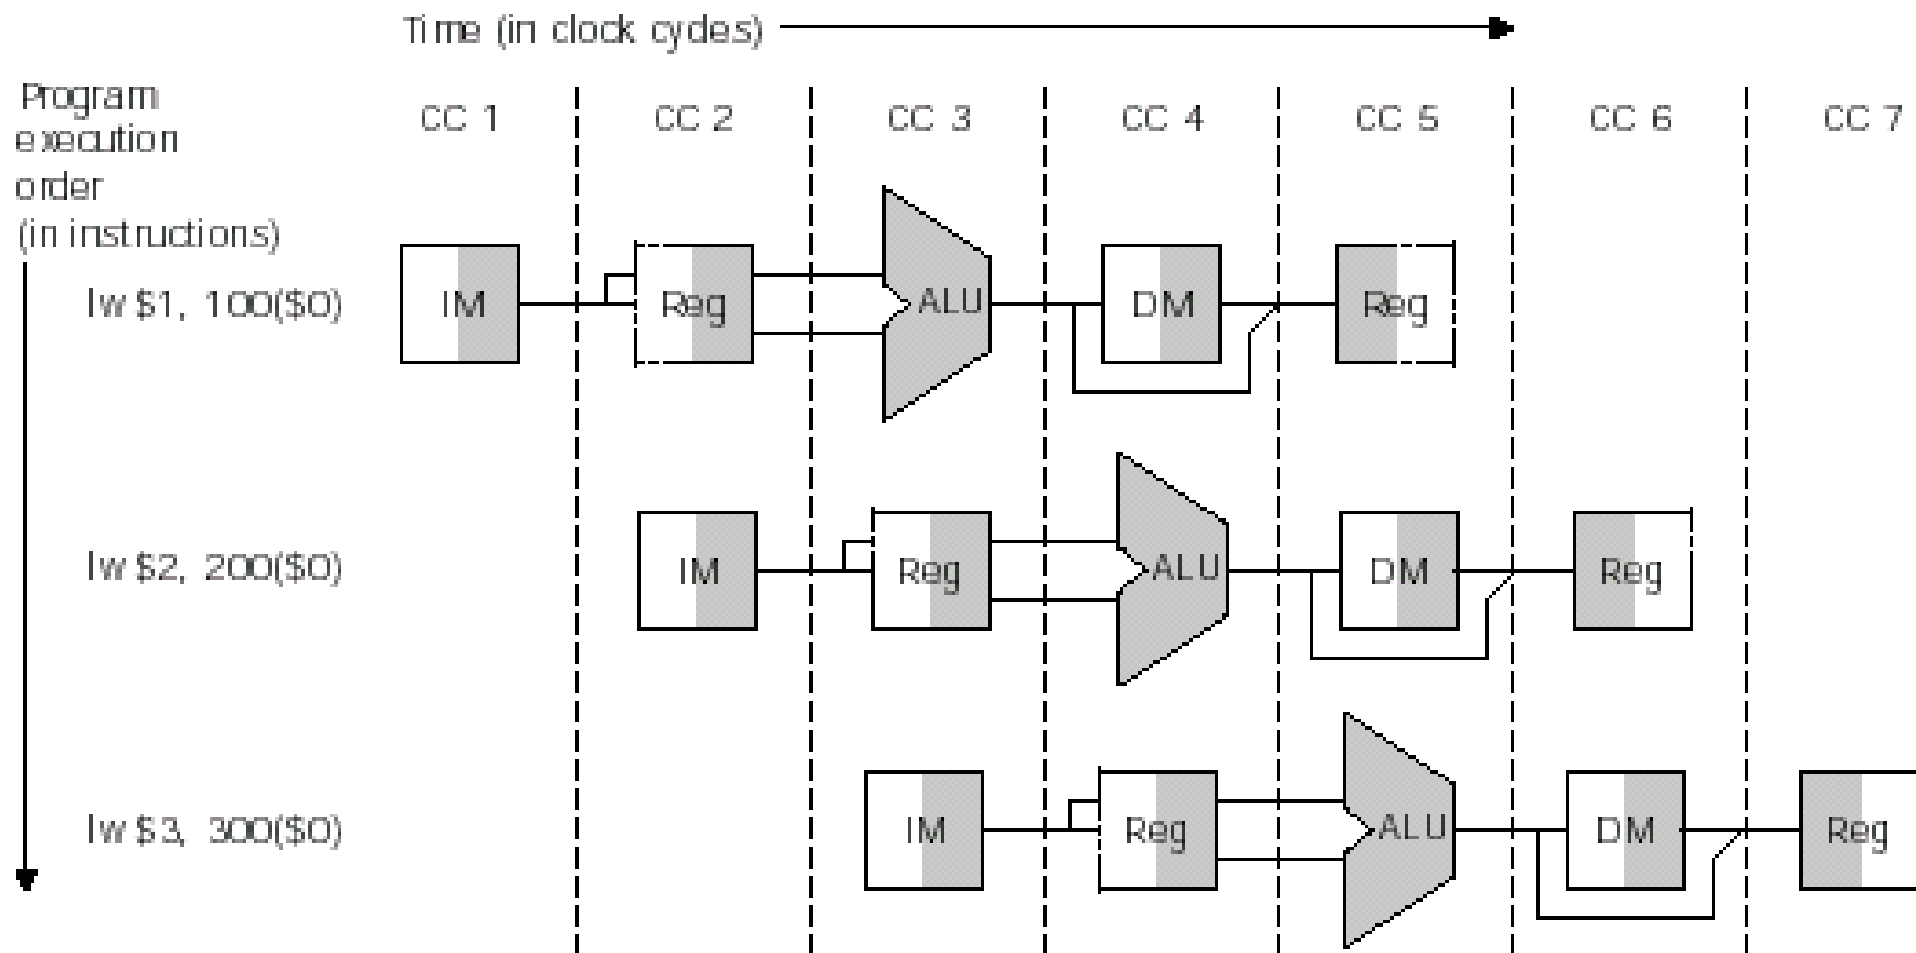 Time (in clock cycles)
Program
execution
order
(in instructions)
CC 1 CC 2 CC 3 CC 4 CC 5 CC 6 CC 7
lw $1, 100($0) IM Reg ALU DM Reg
lw $2, 200($0) IM Reg ALU DM Reg
lw $3, 300($0) IM Reg ALU DM Reg